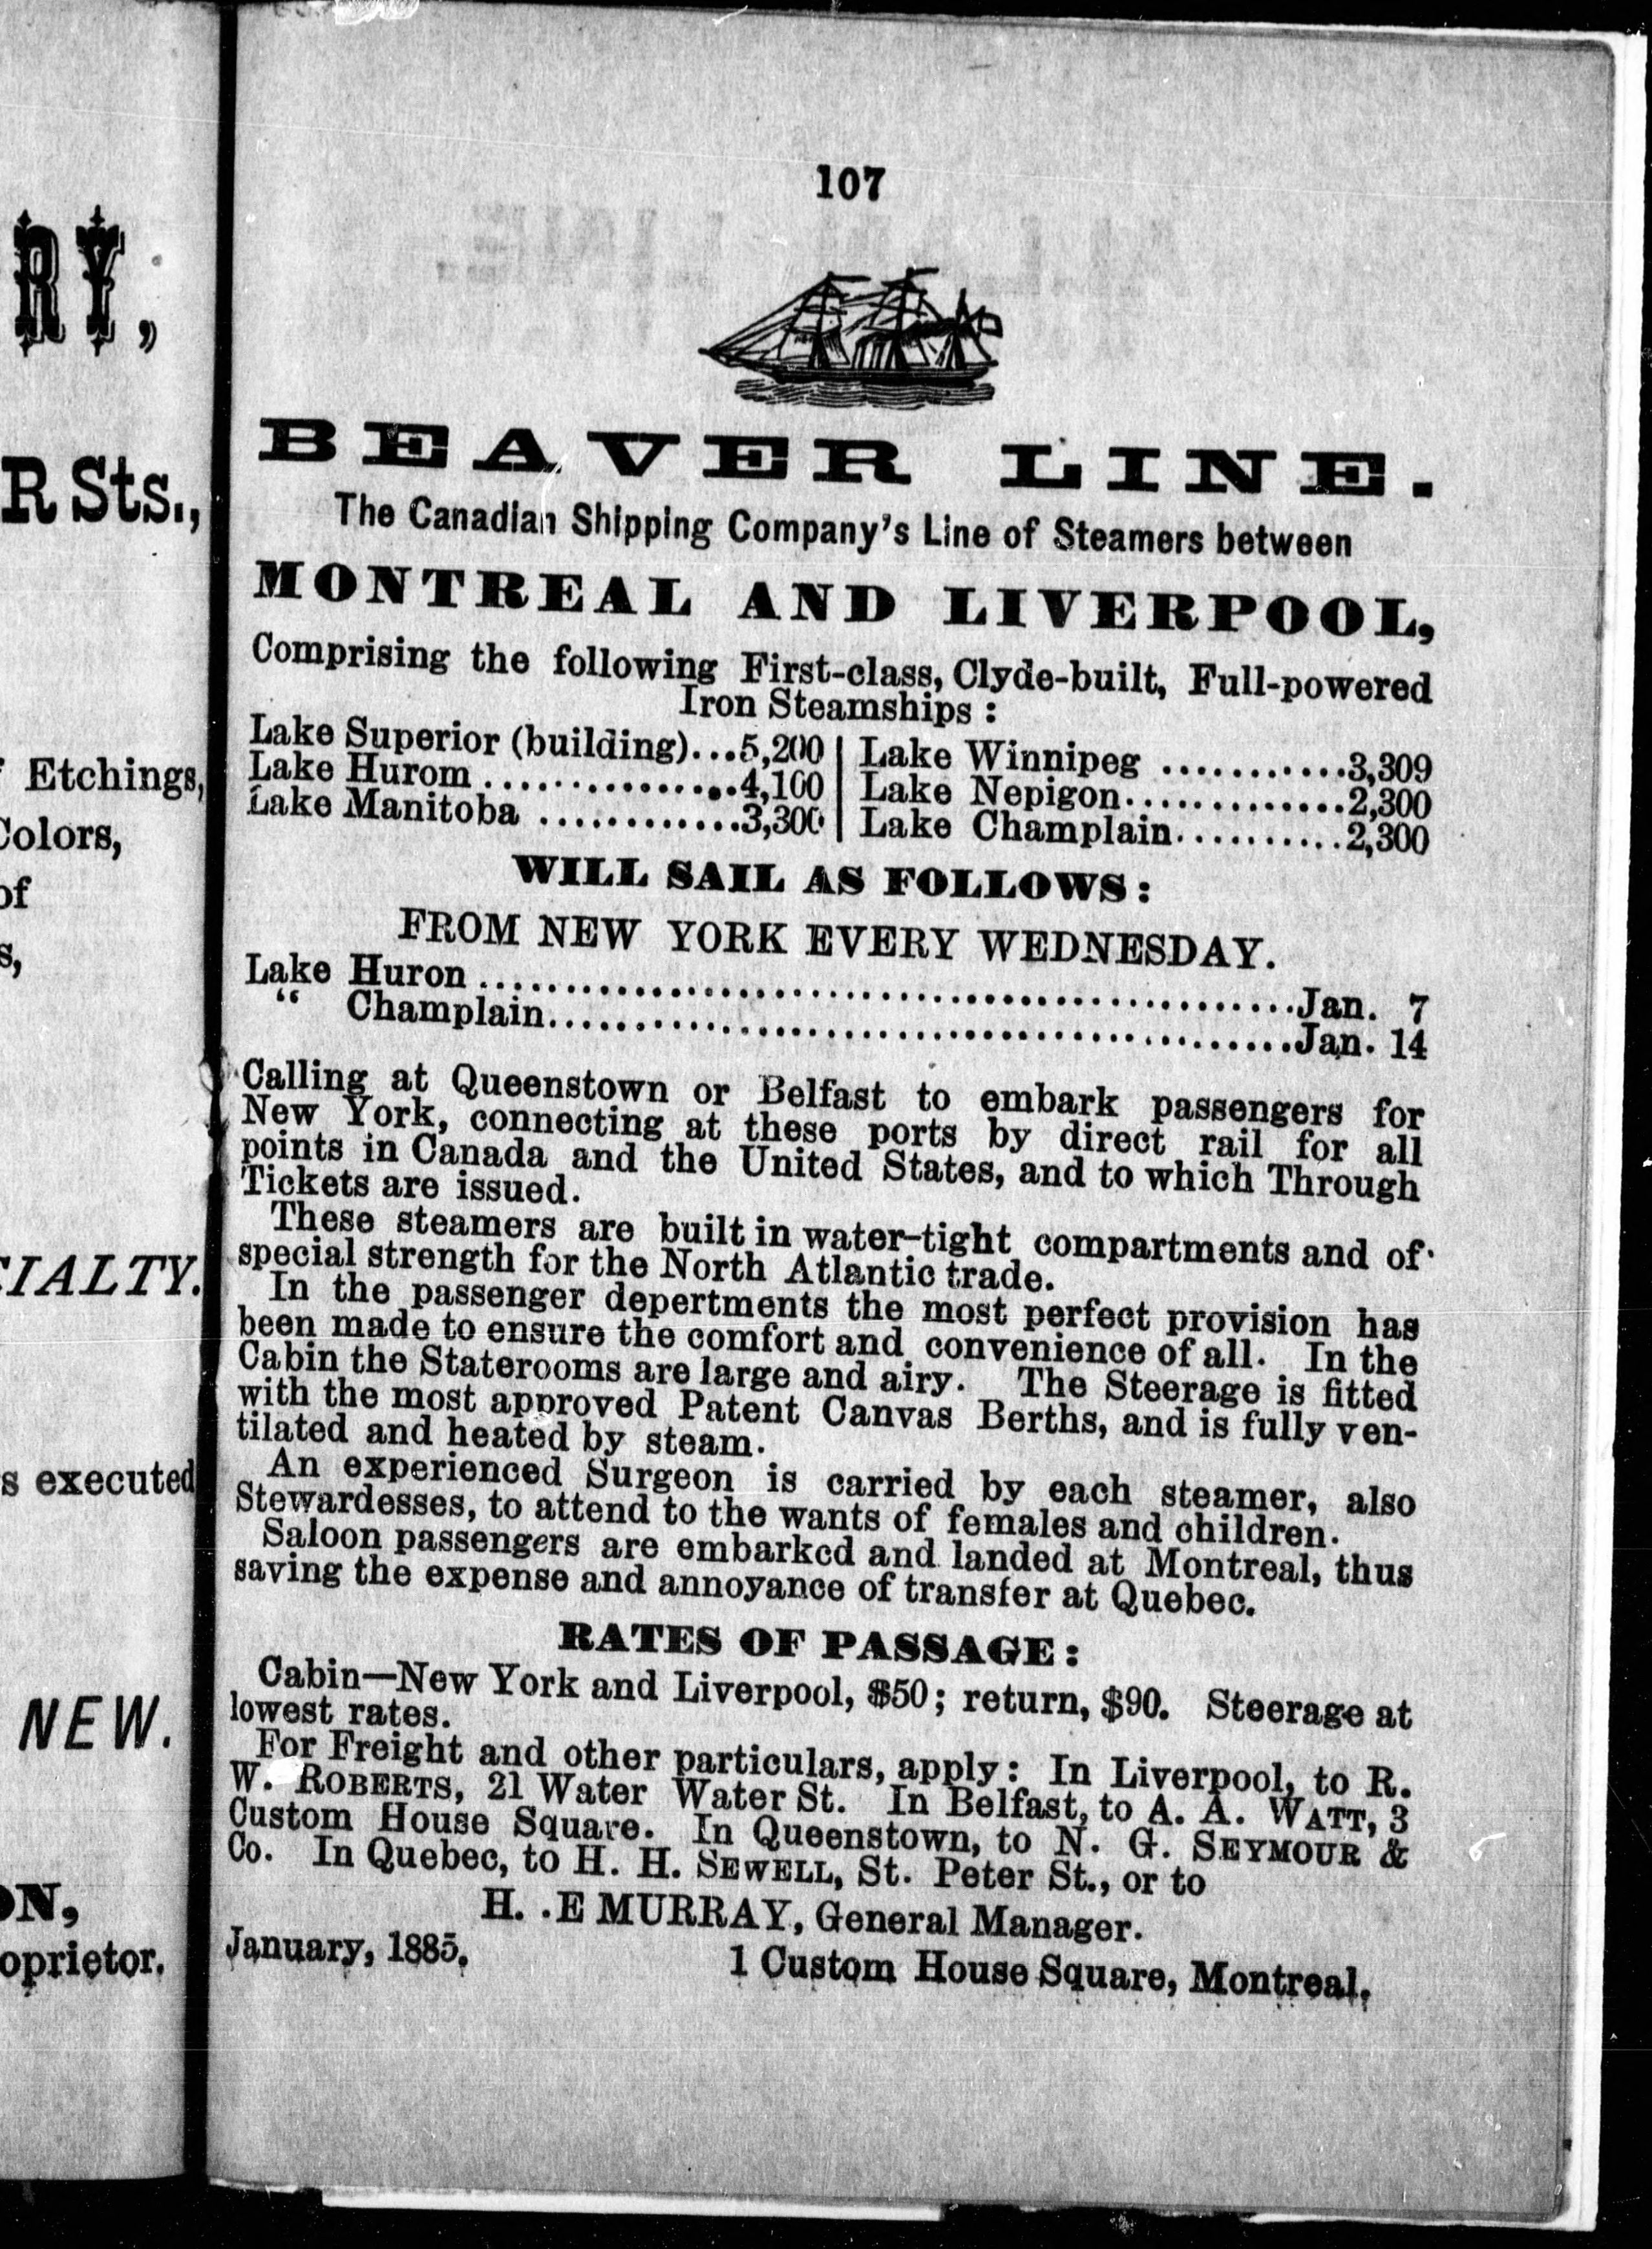 RY,
R Sts.,
Etchings,
Colors,
of
s,
CIALTY.
s executed
NEW.
ON,
oprietor.
107
BEAVER LINE.
The Canadian Shipping Company's Line of Steamers between
MONTREAL AND LIVERPOOL,
Comprising the following First-class, Clyde-built, Full-powered
Iron Steamships :
Lake Superior (building)...5,200 | Lake Winnipeg ...........3,309
Lake Hurom .................4,100 | Lake Nepigon..............2,300
Lake Manitoba ............3,300 | Lake Champlain..........2,300
WILL SAIL AS FOLLOWS:
FROM NEW YORK EVERY WEDNESDAY.
Lake Huron ..................................................Jan. 7
“ Champlain..............................................Jan. 14
Calling at Queenstown or Belfast to embark passengers for
New York, connecting at these ports by direct rail for all
points in Canada and the United States, and to which Through
Tickets are issued.
These steamers are built in water-tight compartments and of
special strength for the North Atlantic trade.
In the passenger depertments the most perfect provision has
been made to ensure the comfort and convenience of all. In the
Cabin the Staterooms are large and airy. The Steerage is fitted
with the most approved Patent Canvas Berths, and is fully ven-
tilated and heated by steam.
An experienced Surgeon is carried by each steamer, also
Stewardesses, to attend to the wants of females and children.
Saloon passengers are embarked and landed at Montreal, thus
saving the expense and annoyance of transfer at Quebec.
RATES OF PASSAGE:
Cabin—New York and Liverpool, $50; return, $90. Steerage at
lowest rates.
For Freight and other particulars, apply: In Liverpool, to R.
W. ROBERTS, 21 Water Water St. In Belfast, to A. A. WATT, 3
Custom House Square. In Queenstown, to N. G. SEYMOUR &
Co. In Quebec, to H. H. SEWELL, St. Peter St., or to
H. .E MURRAY, General Manager.
January, 1885. 1 Custom House Square, Montreal.